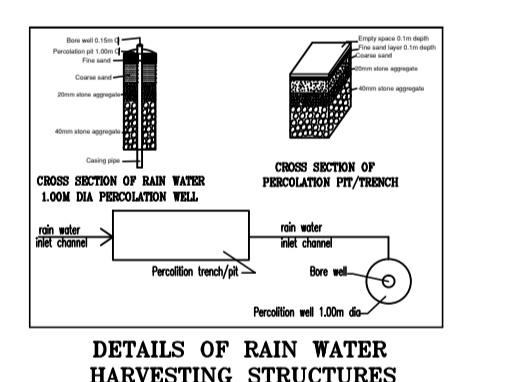 Bore well 0.15m
Percolation pit 1.00m
Fine sand
Coarse sand
20mm stone aggregate
40mm stone aggregate
Casing pipe
CROSS SECTION OF RAIN WATER
1.00M DIA PERCOLATION WELL
Empty space 0.1m depth
Fine sand layer 0.1m depth
Coarse sand
20mm stone aggregate
40mm stone aggregate
CROSS SECTION OF
PERCOLATION PIT/TRENCH
rain water
inlet channel
Percolition trench/pit
rain water
inlet channel
Bore well
Percolition well 1.00m dia
DETAILS OF RAIN WATER
HARVESTING STRUCTURES